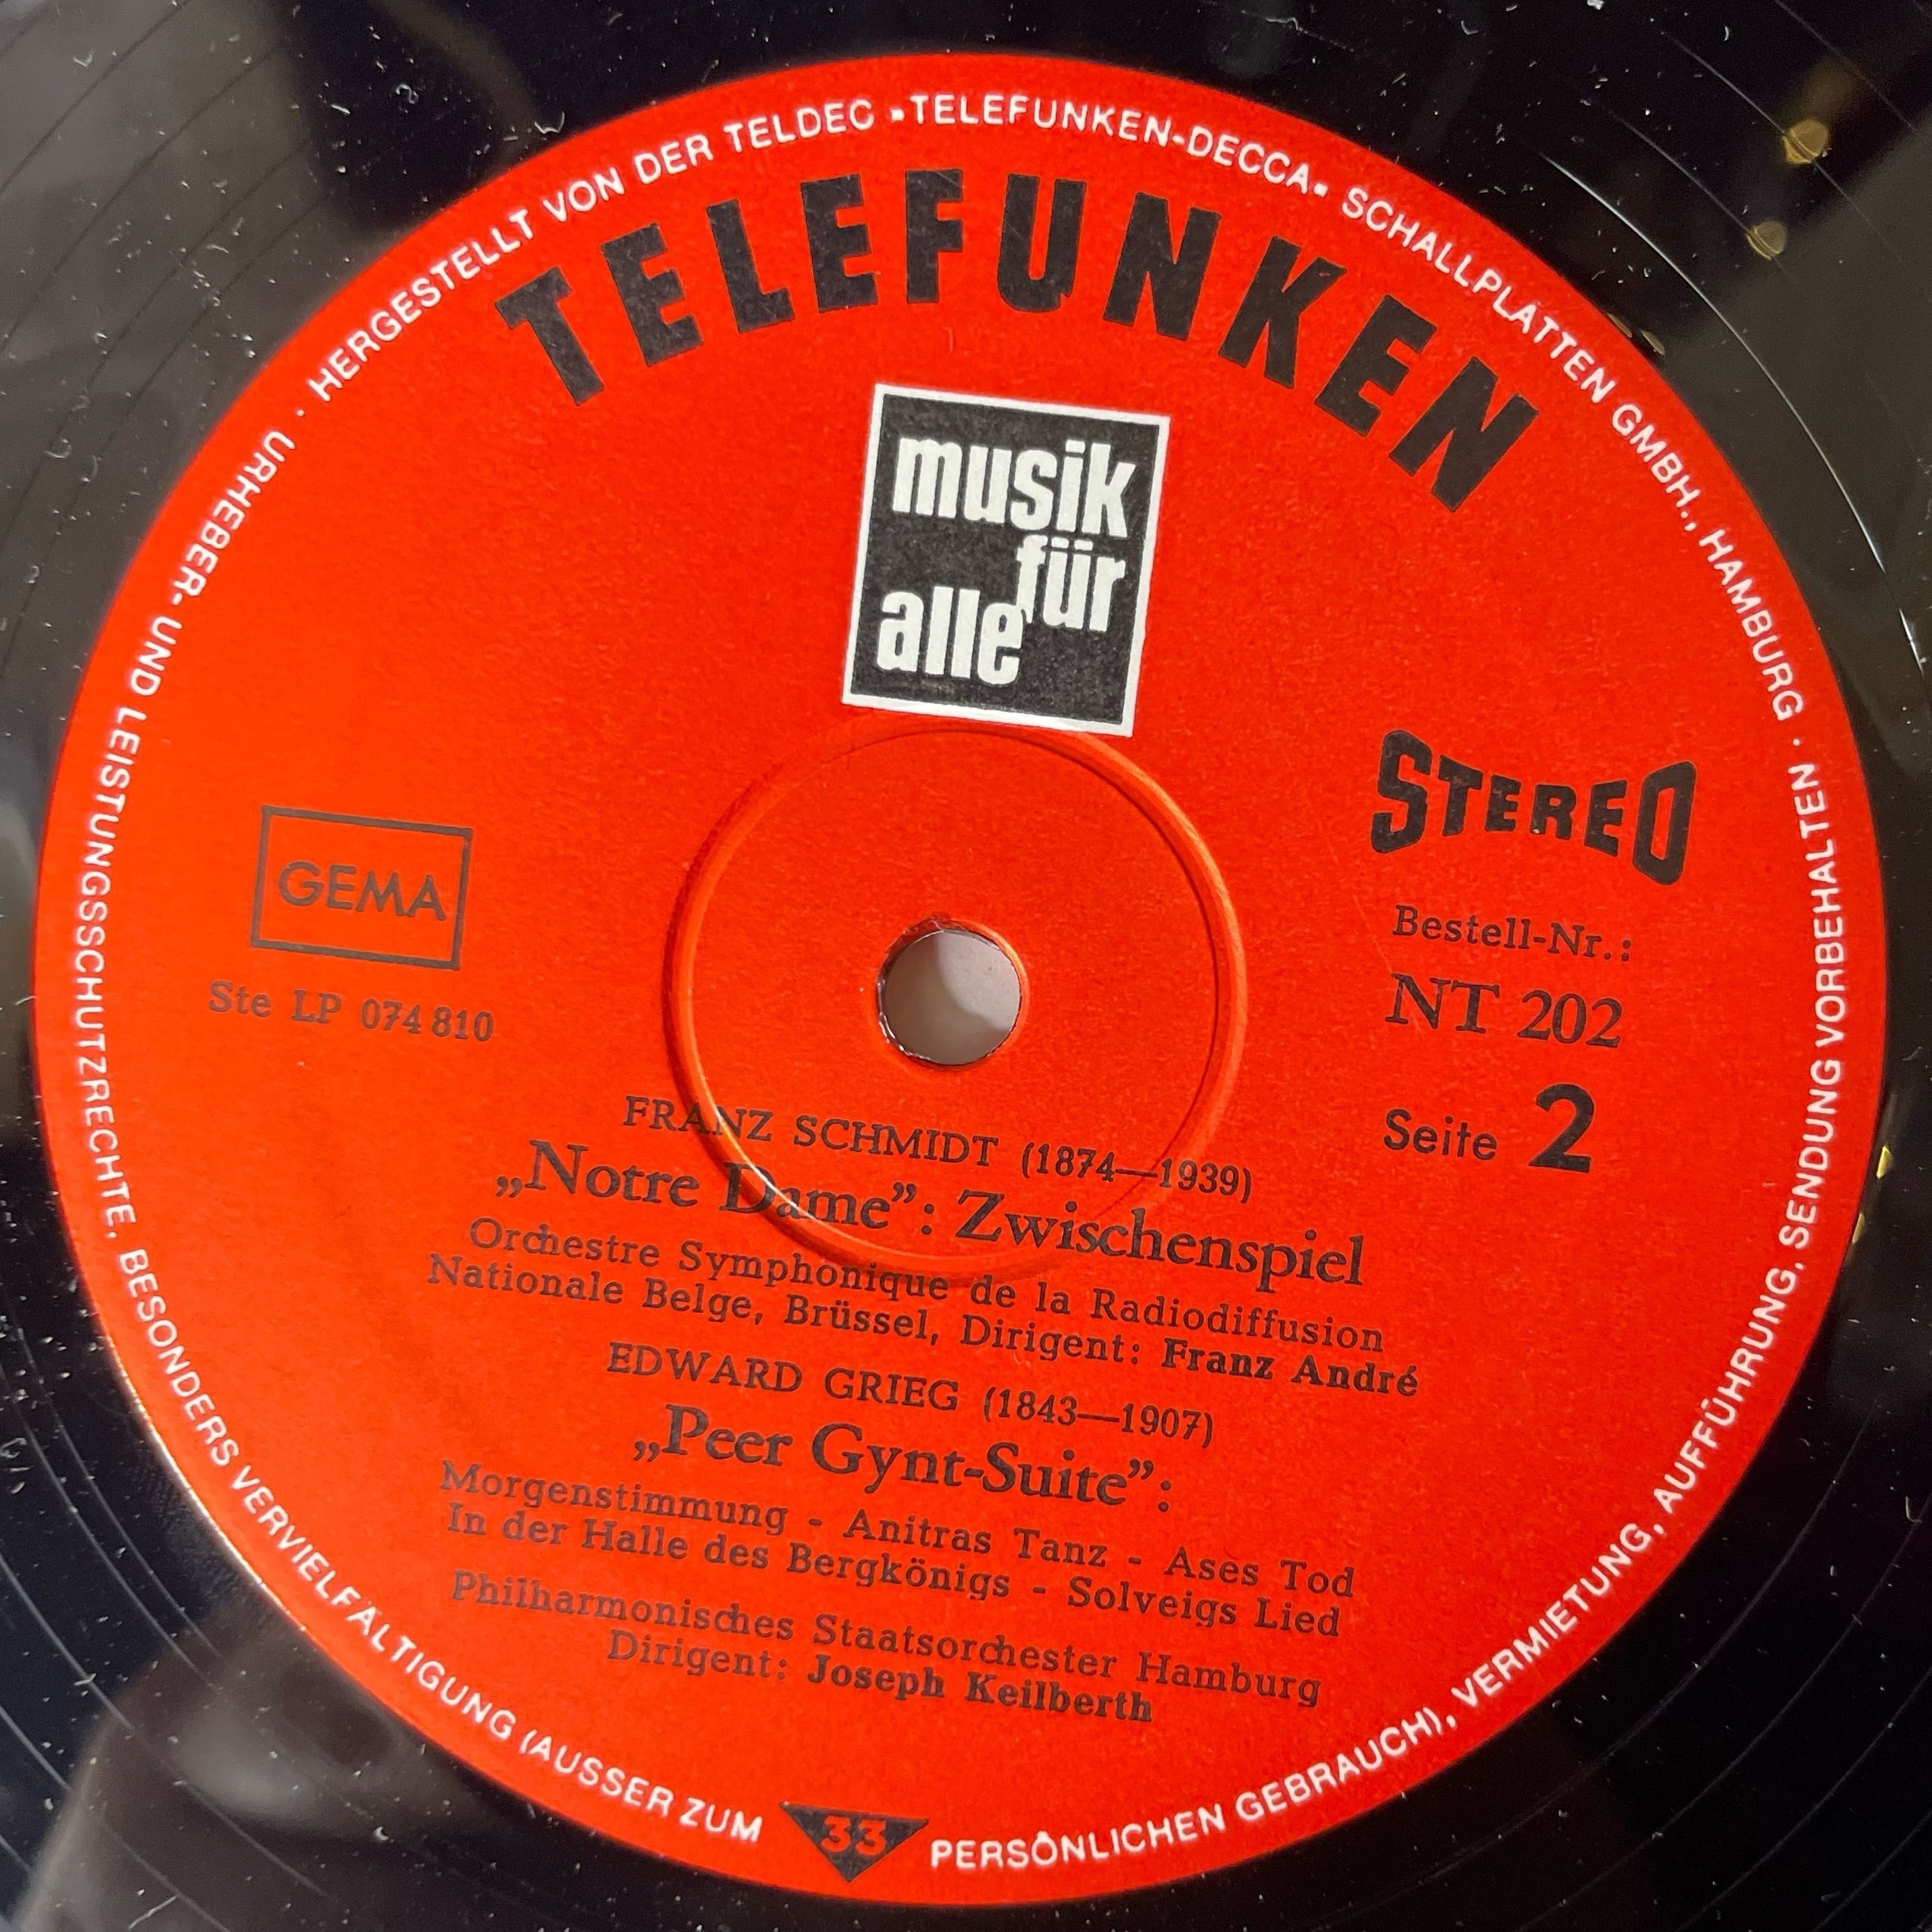 HERGESTELLT VON DER TELDEC »TELEFUNKEN-DECCA« SCHALLPLATTEN GMBH., HAMBURG · URHEBER- UND LEISTUNGSSCHUTZRECHTE, BESONDERS VERVIELFÄLTIGUNG (AUSSER ZUM PERSÖNLICHEN GEBRAUCH), VERMIETUNG, AUFFÜHRUNG, SENDUNG VORBEHALTEN ·
TELEFUNKEN
musik
für
alle
STEREO
GEMA
Bestell-Nr.:
Ste LP 074 810
NT 202
Seite 2
FRANZ SCHMIDT (1874—1939)
„Notre Dame”: Zwischenspiel
Orchestre Symphonique de la Radiodiffusion
Nationale Belge, Brüssel, Dirigent: Franz André
EDWARD GRIEG (1843—1907)
„Peer Gynt-Suite”:
Morgenstimmung - Anitras Tanz - Ases Tod
In der Halle des Bergkönigs - Solveigs Lied
Philharmonisches Staatsorchester Hamburg
Dirigent: Joseph Keilberth
33